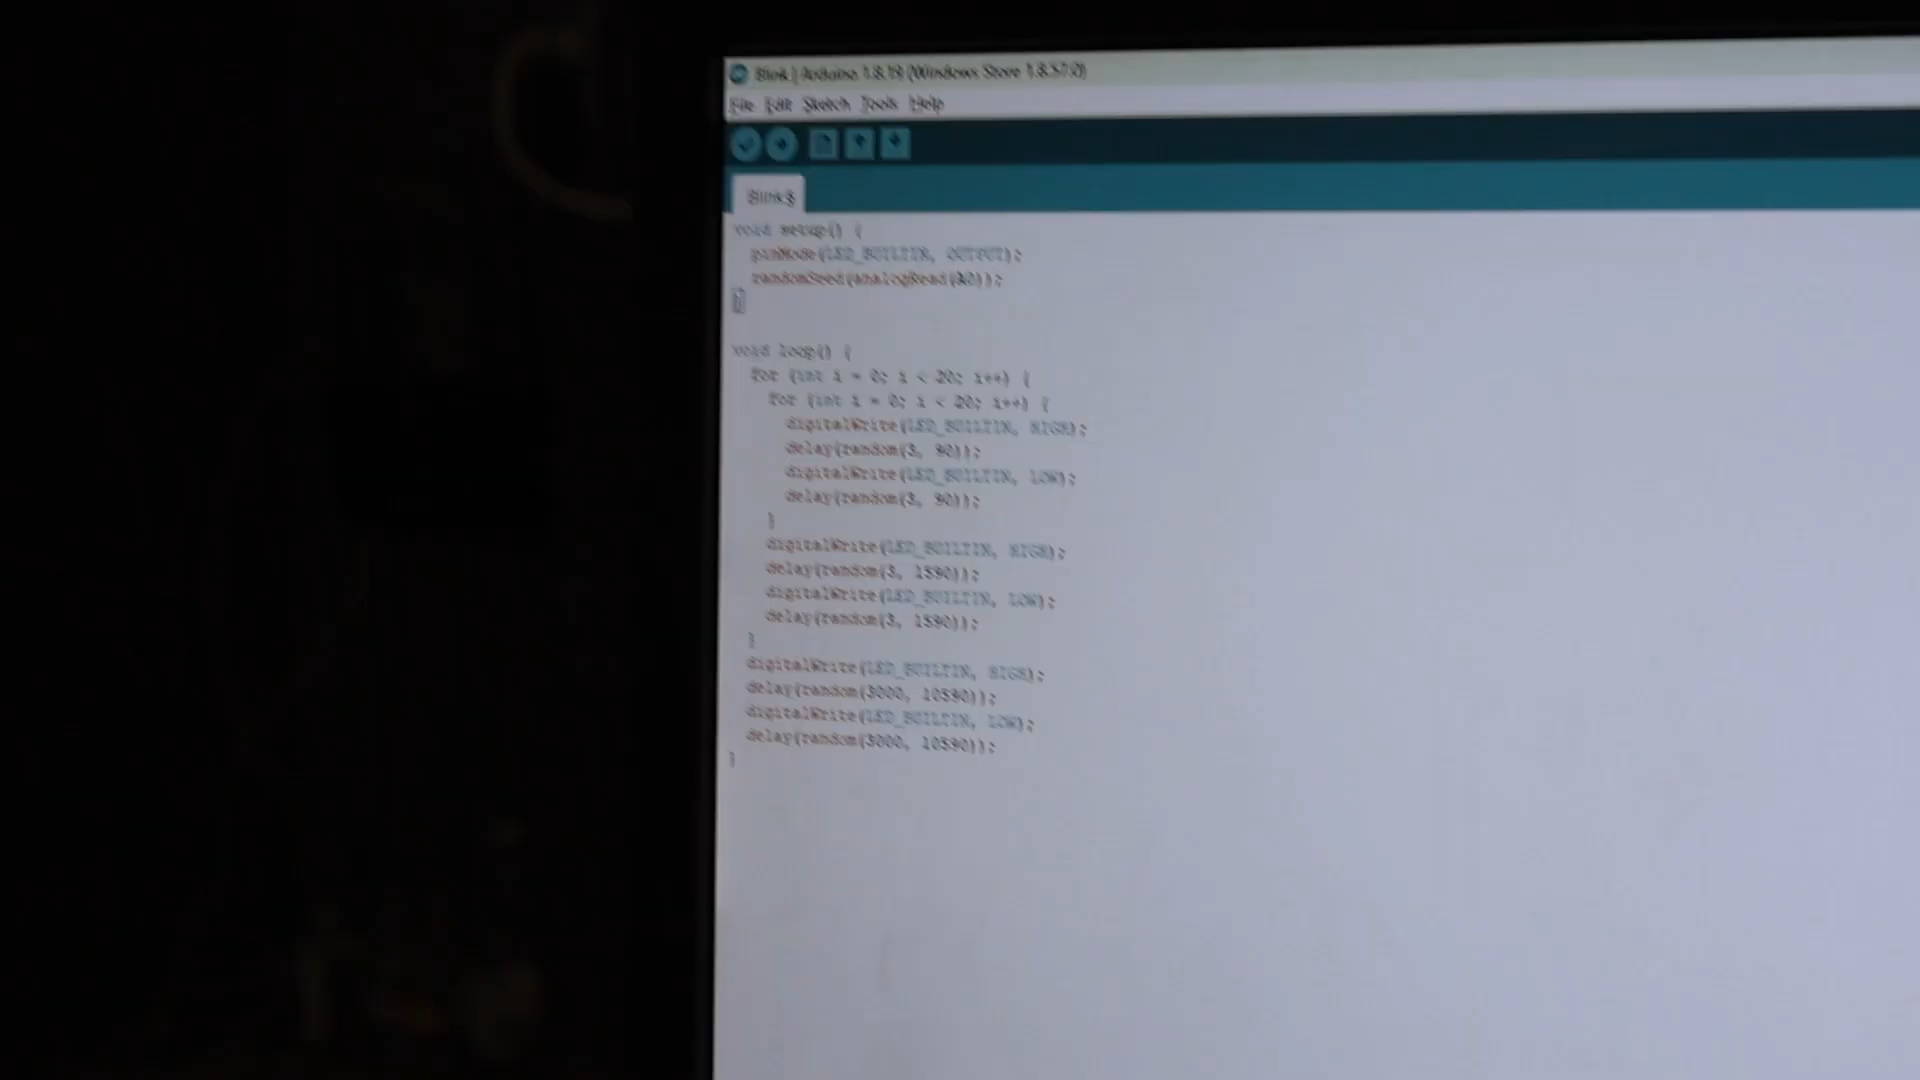 Blink | Arduino 1.8.19 (Windows Store 1.8.57.0)
File Edit Sketch Tools Help
Blink §
void setup() {
  pinMode(LED_BUILTIN, OUTPUT);
  randomSeed(analogRead(A0));
}
void loop() {
  for (int i = 0; i < 20; i++) {
    for (int i = 0; i < 20; i++) {
      digitalWrite(LED_BUILTIN, HIGH);
      delay(random(3, 90));
      digitalWrite(LED_BUILTIN, LOW);
      delay(random(3, 90));
    }
    digitalWrite(LED_BUILTIN, HIGH);
    delay(random(3, 1590));
    digitalWrite(LED_BUILTIN, LOW);
    delay(random(3, 1590));
  }
  digitalWrite(LED_BUILTIN, HIGH);
  delay(random(3000, 10590));
  digitalWrite(LED_BUILTIN, LOW);
  delay(random(3000, 10590));
}